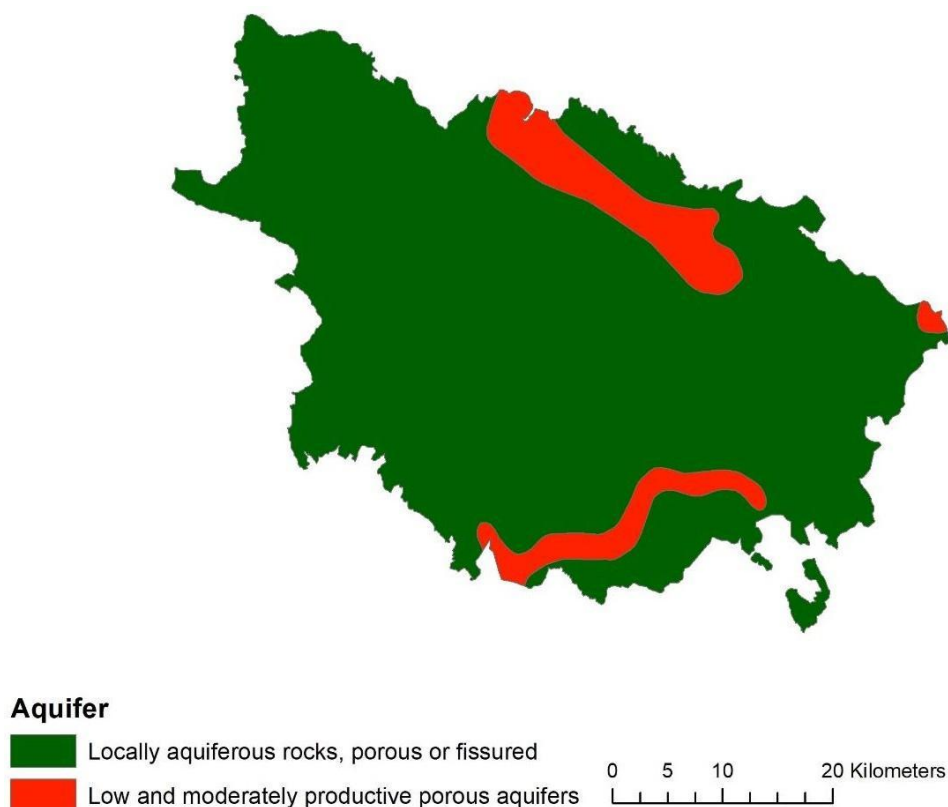 Aquifer
Locally aquiferous rocks, porous or fissured
Low and moderately productive porous aquifers
0 5 10 20 Kilometers